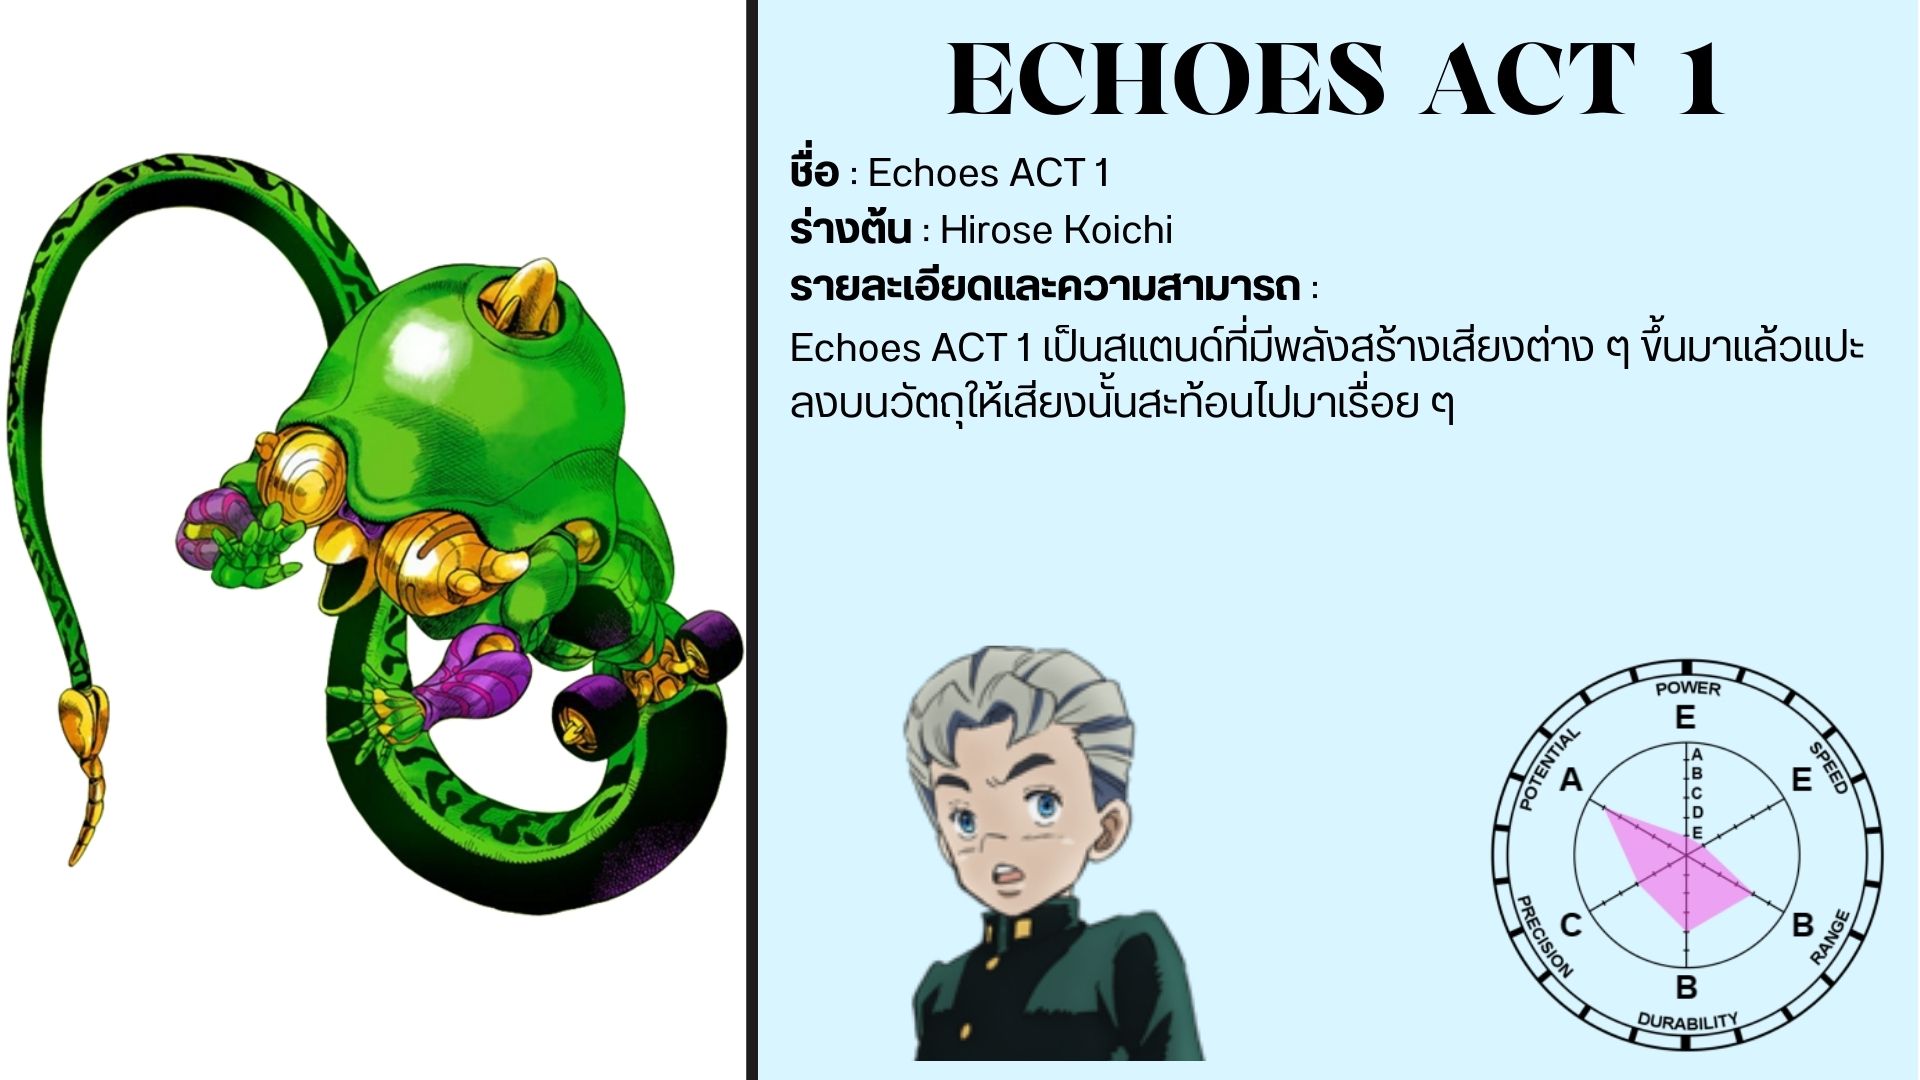 ECHOES ACT 1
ชื่อ : Echoes ACT 1
ร่างต้น : Hirose Koichi
รายละเอียดและความสามารถ :
Echoes ACT 1 เป็นสแตนด์ที่มีพลังสร้างเสียงต่าง ๆ ขึ้นมาแล้วแปะ
ลงบนวัตถุให้เสียงนั้นสะท้อนไปมาเรื่อย ๆ
POWER
E
SPEED
E
RANGE
B
DURABILITY
B
PRECISION
C
POTENTIAL
A
A
B
C
D
E